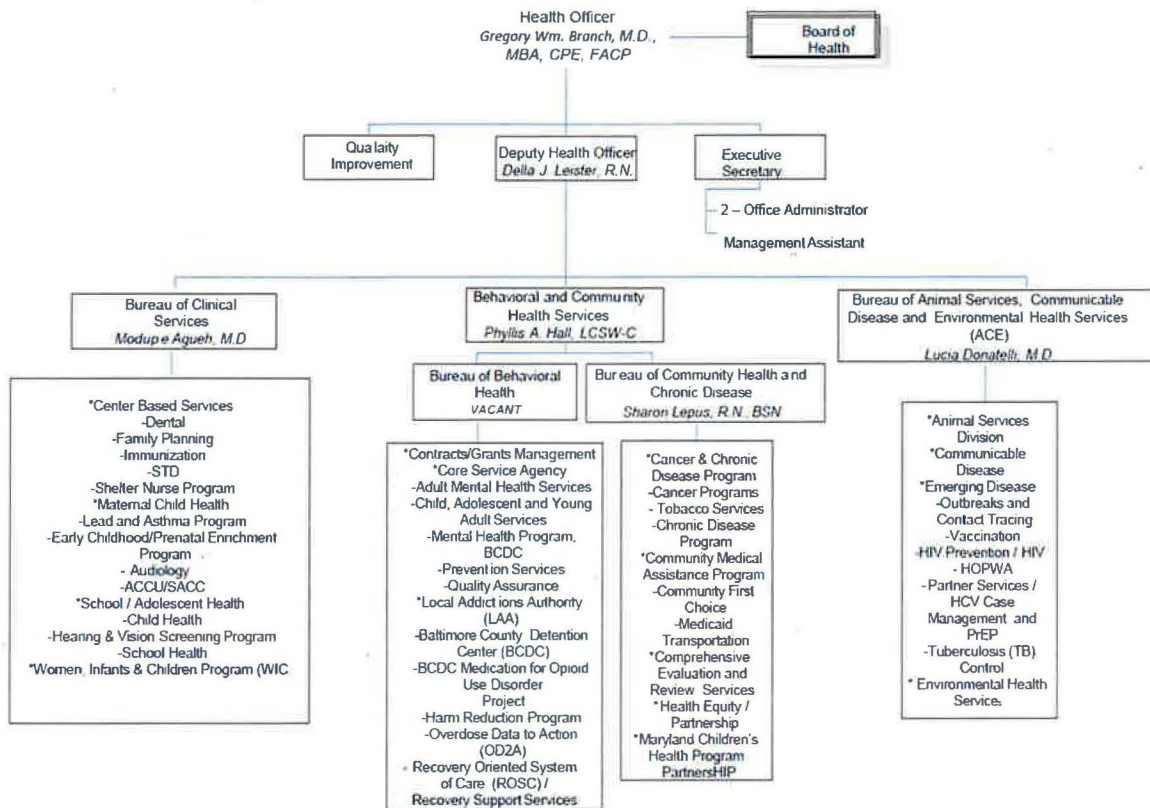 Health Officer
Gregory Wm. Branch, M.D.,
MBA, CPE, FACP
Board of
Health
Qualaity
Improvement
Deputy Health Officer
Della J. Leister, R.N.
Executive
Secretary
2 – Office Administrator
Management Assistant
Bureau of Clinical
Services
Modupe Agueh, M.D
Behavioral and Community
Health Services
Phyllis A. Hall, LCSW-C
Bureau of Animal Services, Communicable
Disease and Environmental Health Services
(ACE)
Lucia Donatelli, M.D
Bureau of Behavioral
Health
VACANT
Bureau of Community Health and
Chronic Disease
Sharon Lepus, R.N., BSN
*Center Based Services
-Dental
-Family Planning
-Immunization
-STD
-Shelter Nurse Program
*Maternal Child Health
-Lead and Asthma Program
-Early Childhood/Prenatal Enrichment
Program
- Audiology
-ACCU/SACC
*School / Adolescent Health
-Child Health
-Hearing & Vision Screening Program
-School Health
*Women, Infants & Children Program (WIC
*Contracts/Grants Management
*Core Service Agency
-Adult Mental Health Services
-Child, Adolescent and Young
Adult Services
-Mental Health Program,
BCDC
-Prevention Services
-Quality Assurance
*Local Addictions Authority
(LAA)
-Baltimore County Detention
Center (BCDC)
-BCDC Medication for Opioid
Use Disorder
Project
-Harm Reduction Program
-Overdose Data to Action
(OD2A)
-Recovery Oriented System
of Care (ROSC) /
Recovery Support Services
*Cancer & Chronic
Disease Program
-Cancer Programs
- Tobacco Services
-Chronic Disease
Program
*Community Medical
Assistance Program
-Community First
Choice
-Medicaid
Transportation
*Comprehensive
Evaluation and
Review Services
*Health Equity /
Partnership
*Maryland Children's
Health Program
PartnersHIP
*Animal Services
Division
*Communicable
Disease
*Emerging Disease
-Outbreaks and
Contact Tracing
-Vaccination
-HIV Prevention / HIV
- HOPWA
-Partner Services /
HCV Case
Management and
PrEP
-Tuberculosis (TB)
Control
* Environmental Health
Services